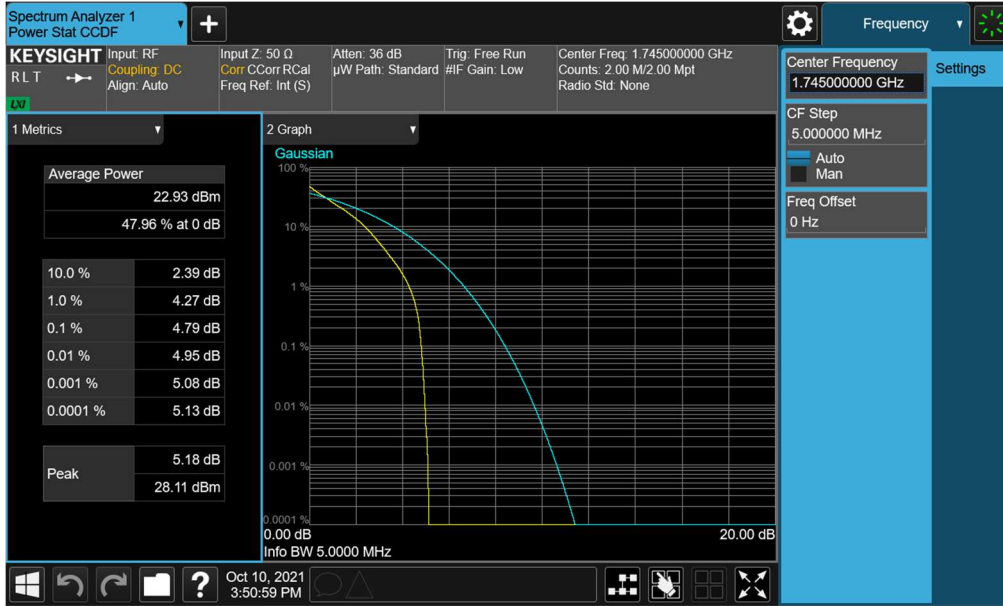 Spectrum Analyzer 1
Power Stat CCDF
Frequency
KEYSIGHT
R L T
LXI
Input: RF
Coupling: DC
Align: Auto
Input Z: 50 Ω
Corr CCorr RCal
Freq Ref: Int (S)
Atten: 36 dB
µW Path: Standard
Trig: Free Run
#IF Gain: Low
Center Freq: 1.745000000 GHz
Counts: 2.00 M/2.00 Mpt
Radio Std: None
Center Frequency
1.745000000 GHz
Settings
CF Step
5.000000 MHz
Auto
Man
Freq Offset
0 Hz
1 Metrics
Average Power
22.93 dBm
47.96 % at 0 dB
10.0 % 2.39 dB
1.0 % 4.27 dB
0.1 % 4.79 dB
0.01 % 4.95 dB
0.001 % 5.08 dB
0.0001 % 5.13 dB
Peak
5.18 dB
28.11 dBm
2 Graph
Gaussian
100 %
10 %
1 %
0.1 %
0.01 %
0.001 %
0.0001 %
0.00 dB 20.00 dB
Info BW 5.0000 MHz
?
Oct 10, 2021
3:50:59 PM